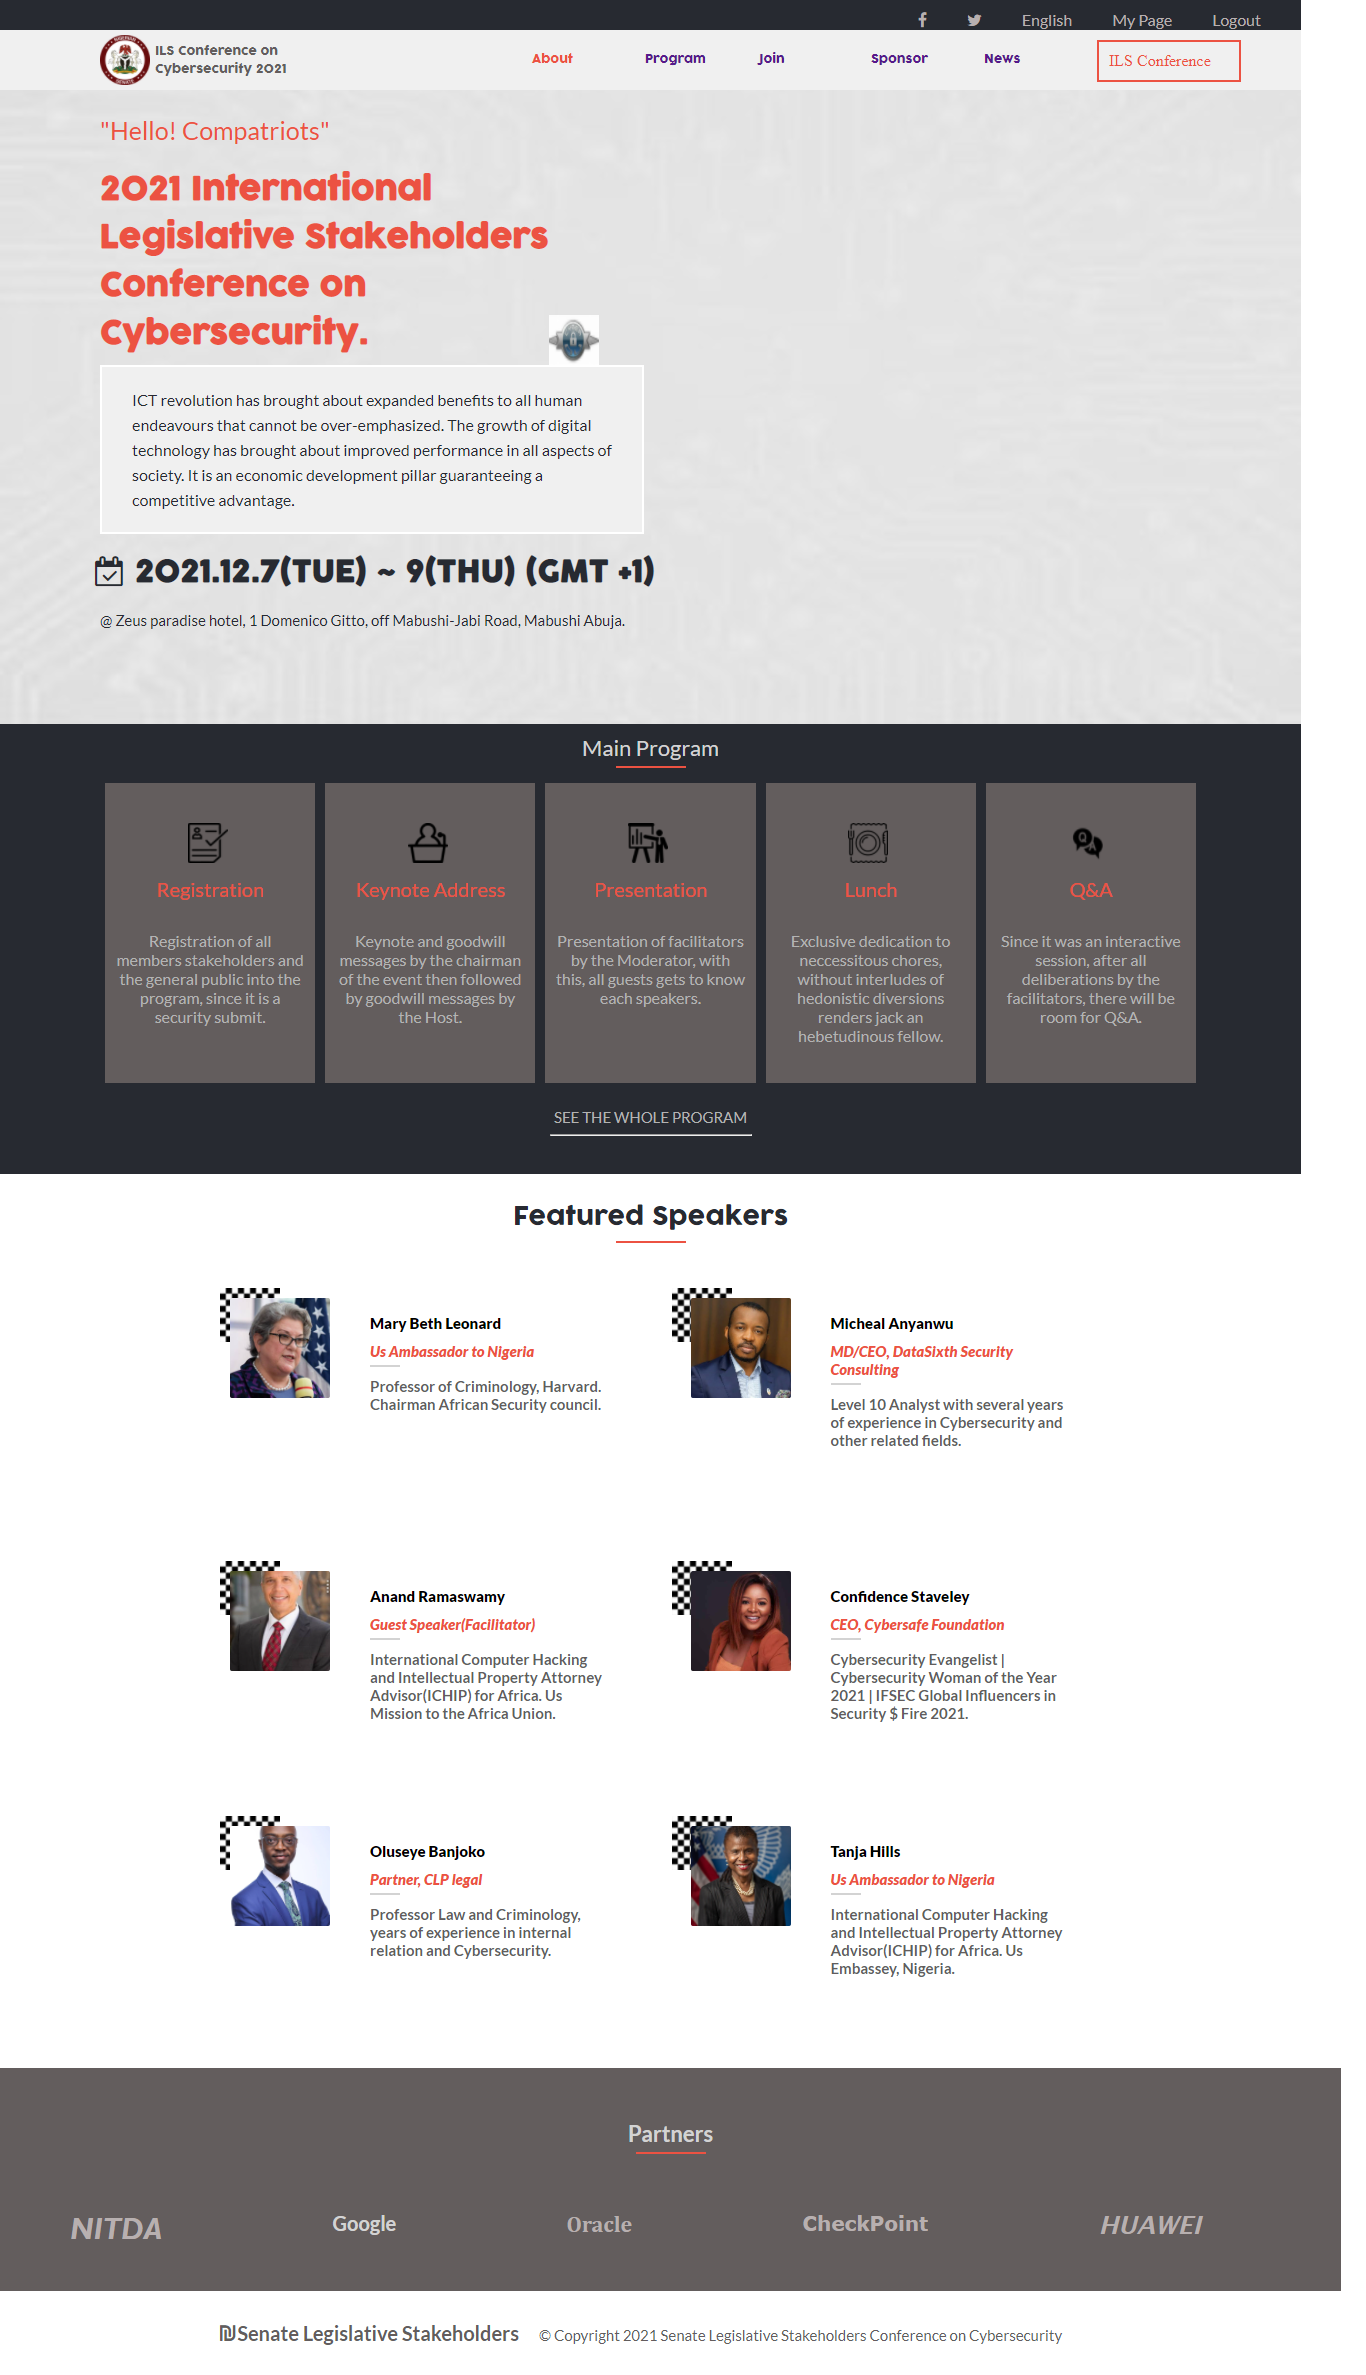 English
My Page
Logout
ILS Conference on
Cybersecurity 2021
About
Program
Join
Sponsor
News
ILS Conference
"Hello! Compatriots"
2021 International
Legislative Stakeholders
Conference on
Cybersecurity.
ICT revolution has brought about expanded benefits to all human
endeavours that cannot be over-emphasized. The growth of digital
technology has brought about improved performance in all aspects of
society. It is an economic development pillar guaranteeing a
competitive advantage.
2021.12.7(TUE) ~ 9(THU) (GMT +1)
@ Zeus paradise hotel, 1 Domenico Gitto, off Mabushi-Jabi Road, Mabushi Abuja.
Main Program
Registration
Registration of all
members stakeholders and
the general public into the
program, since it is a
security submit.
Keynote Address
Keynote and goodwill
messages by the chairman
of the event then followed
by goodwill messages by
the Host.
Presentation
Presentation of facilitators
by the Moderator, with
this, all guests gets to know
each speakers.
Lunch
Exclusive dedication to
neccessitous chores,
without interludes of
hedonistic diversions
renders jack an
hebetudinous fellow.
Q&A
Since it was an interactive
session, after all
deliberations by the
facilitators, there will be
room for Q&A.
SEE THE WHOLE PROGRAM
Featured Speakers
Mary Beth Leonard
Us Ambassador to Nigeria
Professor of Criminology, Harvard.
Chairman African Security council.
Micheal Anyanwu
MD/CEO, DataSixth Security
Consulting
Level 10 Analyst with several years
of experience in Cybersecurity and
other related fields.
Anand Ramaswamy
Guest Speaker(Facilitator)
International Computer Hacking
and Intellectual Property Attorney
Advisor(ICHIP) for Africa. Us
Mission to the Africa Union.
Confidence Staveley
CEO, Cybersafe Foundation
Cybersecurity Evangelist |
Cybersecurity Woman of the Year
2021 | IFSEC Global Influencers in
Security $ Fire 2021.
Oluseye Banjoko
Partner, CLP legal
Professor Law and Criminology,
years of experience in internal
relation and Cybersecurity.
Tanja Hills
Us Ambassador to Nigeria
International Computer Hacking
and Intellectual Property Attorney
Advisor(ICHIP) for Africa. Us
Embassey, Nigeria.
Partners
NITDA
Google
Oracle
CheckPoint
HUAWEI
₪Senate Legislative Stakeholders
© Copyright 2021 Senate Legislative Stakeholders Conference on Cybersecurity